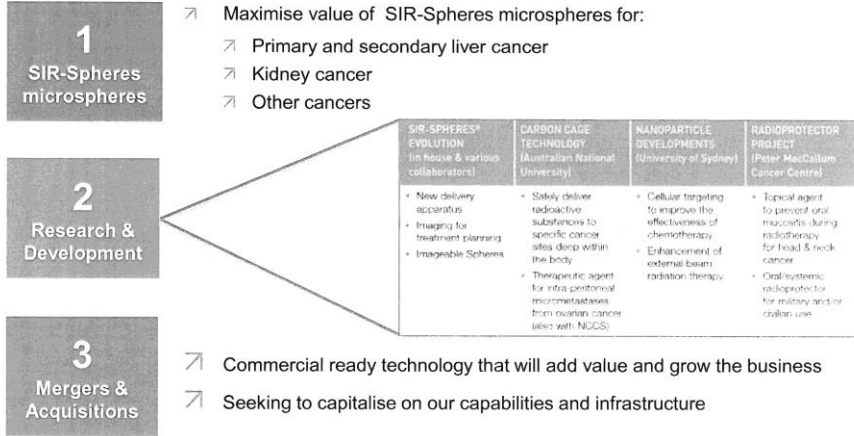 1
SIR-Spheres
microspheres
Maximise value of SIR-Spheres microspheres for:
Primary and secondary liver cancer
Kidney cancer
Other cancers
2
Research &
Development
SIR-SPHERES®
EVOLUTION
(in house & various
collaborators)
• New delivery
apparatus
• Imaging for
treatment planning
• Imageable Spheres
CARBON CAGE
TECHNOLOGY
(Australian National
University)
• Safely deliver
radioactive
substances to
specific cancer
sites deep within
the body
• Therapeutic agent
for intra-peritoneal
micrometastases
from ovarian cancer
(also with NCCS)
NANOPARTICLE
DEVELOPMENTS
(University of Sydney)
• Cellular targeting
to improve the
effectiveness of
chemotherapy
• Enhancement of
external beam
radiation therapy
RADIOPROTECTOR
PROJECT
(Peter MacCallum
Cancer Centre)
• Topical agent
to prevent oral
mucositis during
radiotherapy
for head & neck
cancer
• Oral/systemic
radioprotector
for military and/or
civilian use
3
Mergers &
Acquisitions
Commercial ready technology that will add value and grow the business
Seeking to capitalise on our capabilities and infrastructure